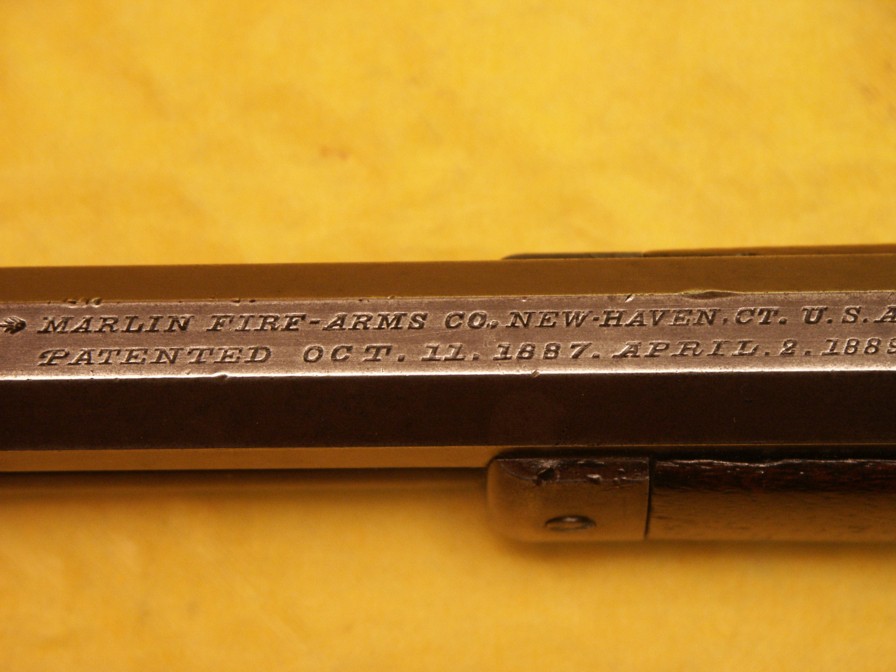 MARLIN FIRE-ARMS CO., NEW-HAVEN. CT. U.S.A
PATENTED OCT. 11. 1887. APRIL. 2. 1889